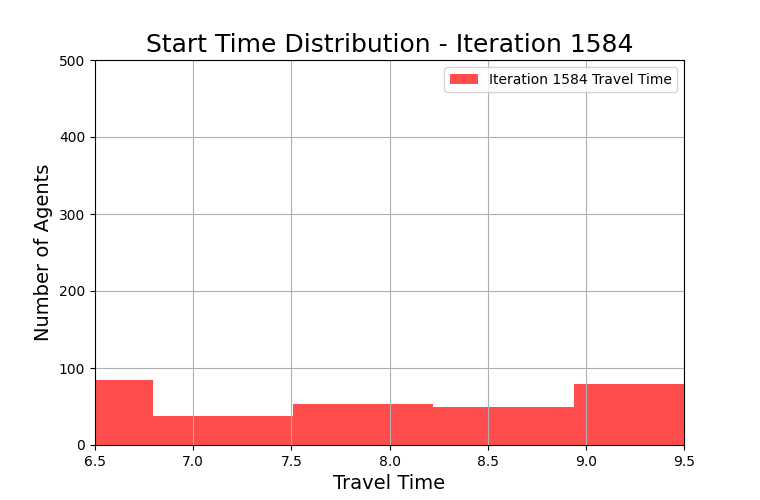 Start Time Distribution - Iteration 1584
Iteration 1584 Travel Time
Number of Agents
500
400
300
200
100
0
6.5 7.0 7.5 8.0 8.5 9.0 9.5
Travel Time